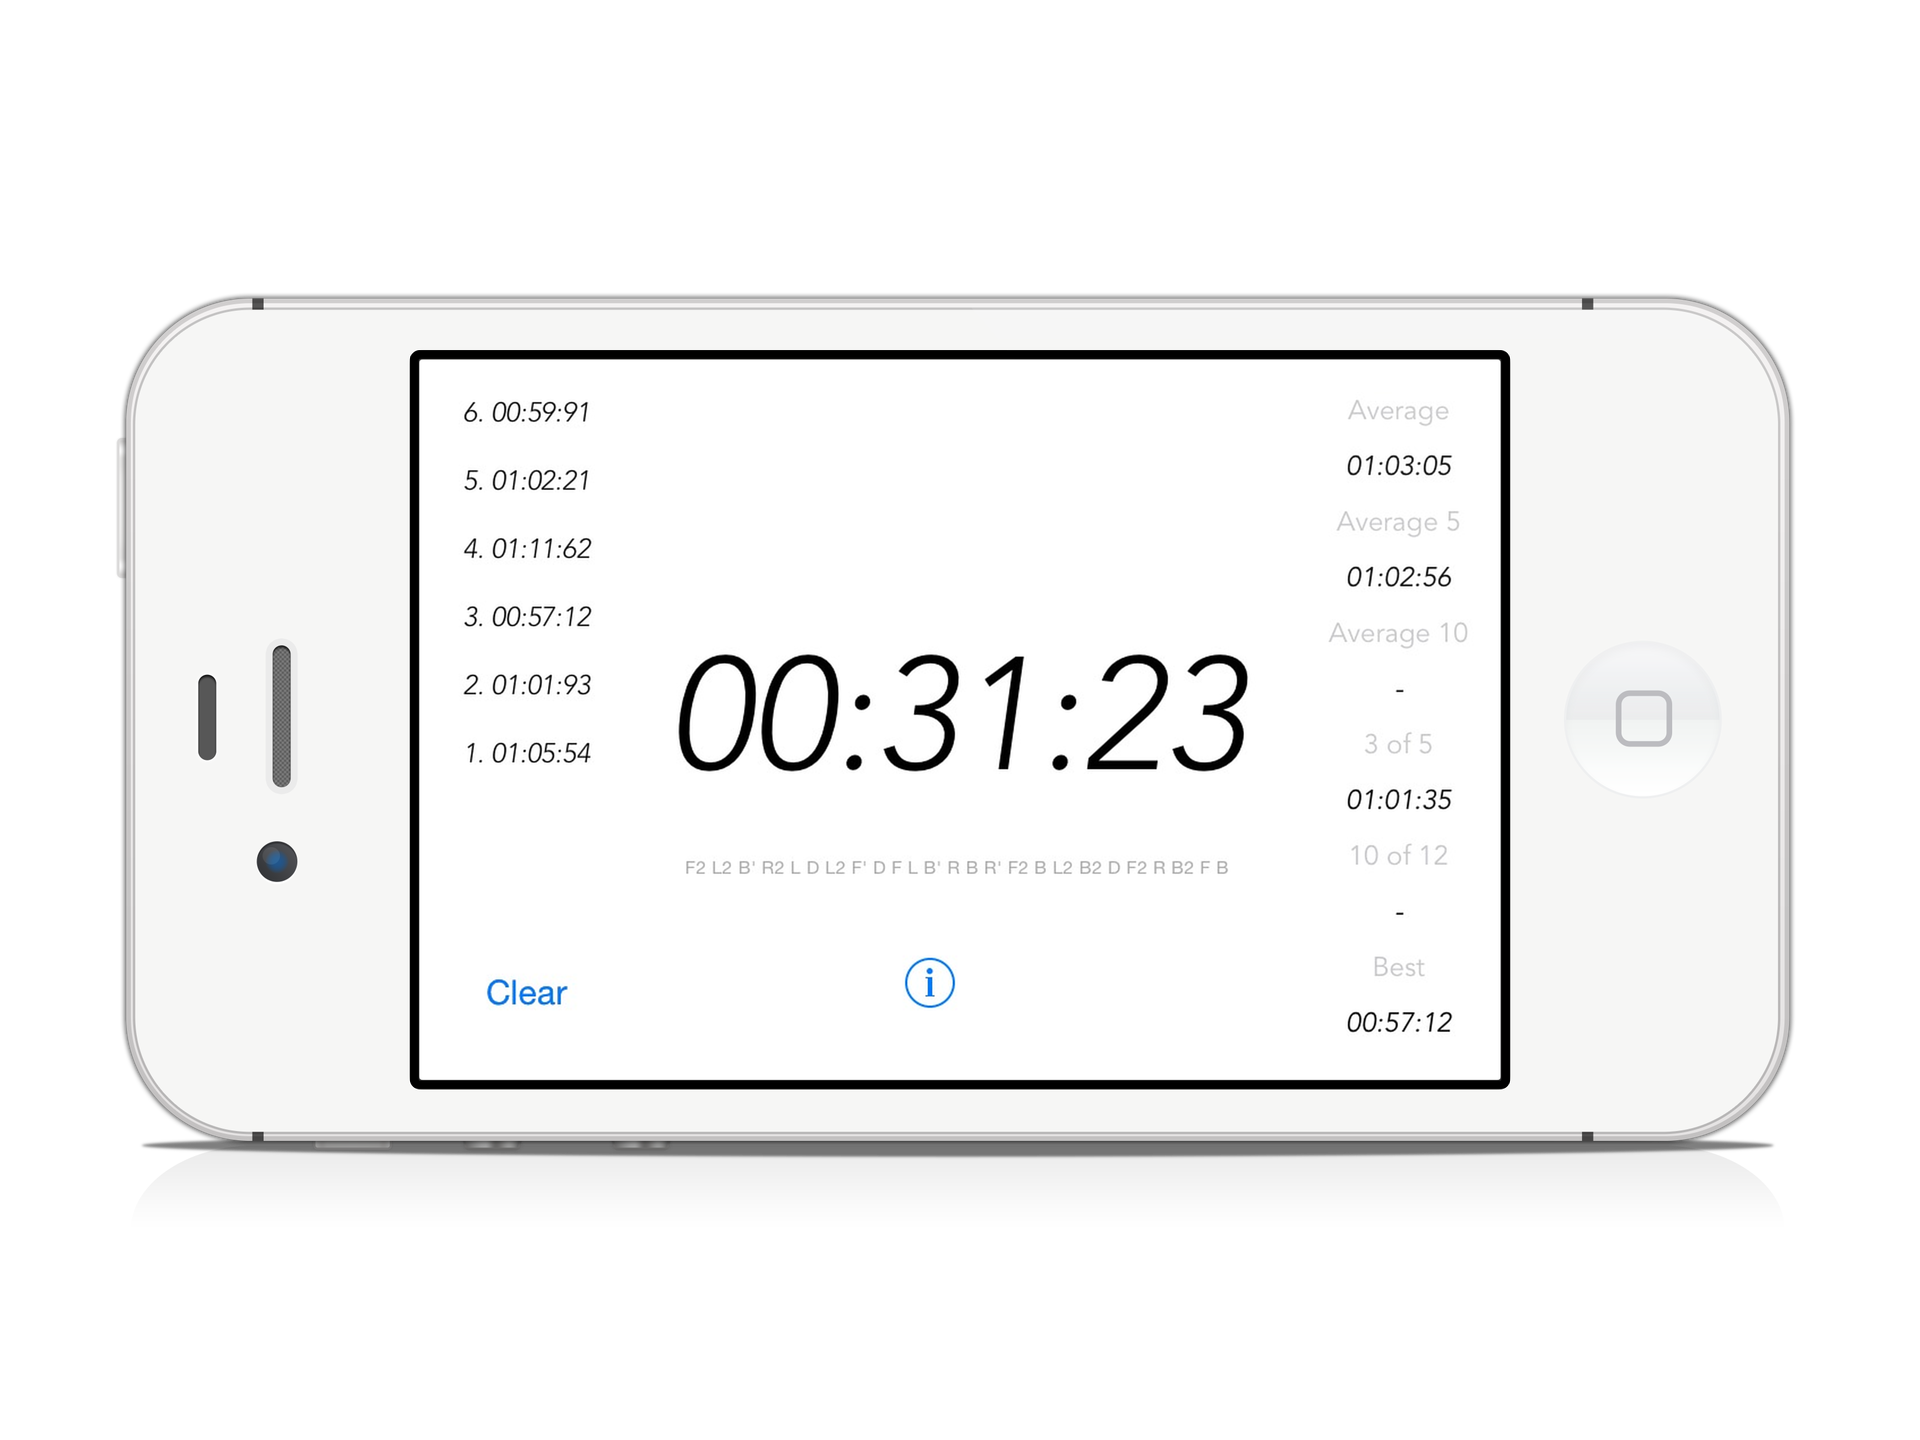 6. 00:59:91
5. 01:02:21
4. 01:11:62
3. 00:57:12
2. 01:01:93
1. 01:05:54
Clear
00:31:23
F2 L2 B' R2 L D L2 F' D F L B' R B R' F2 B L2 B2 D F2 R B2 F B
i
Average
01:03:05
Average 5
01:02:56
Average 10
-
3 of 5
01:01:35
10 of 12
-
Best
00:57:12